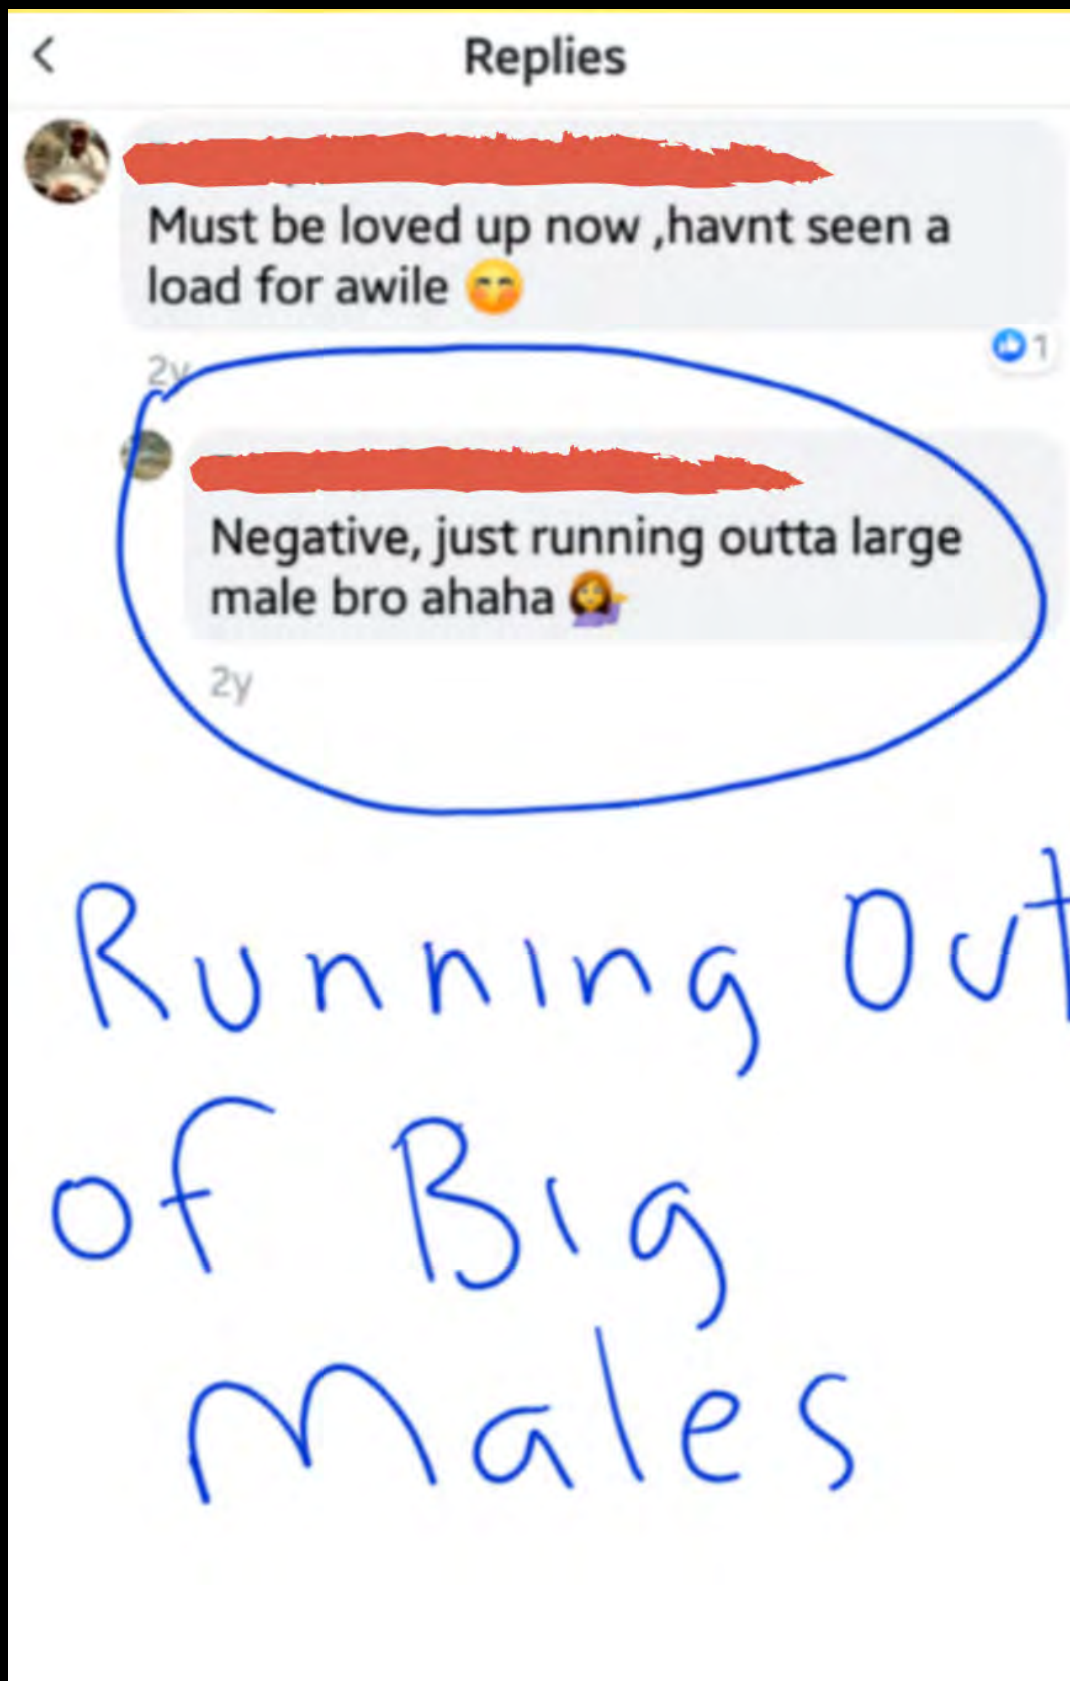 Replies
Must be loved up now ,havnt seen a
load for awile 😊
1
2y
Negative, just running outta large
male bro ahaha 💁‍♀️
2y
Running Out
of Big
Males